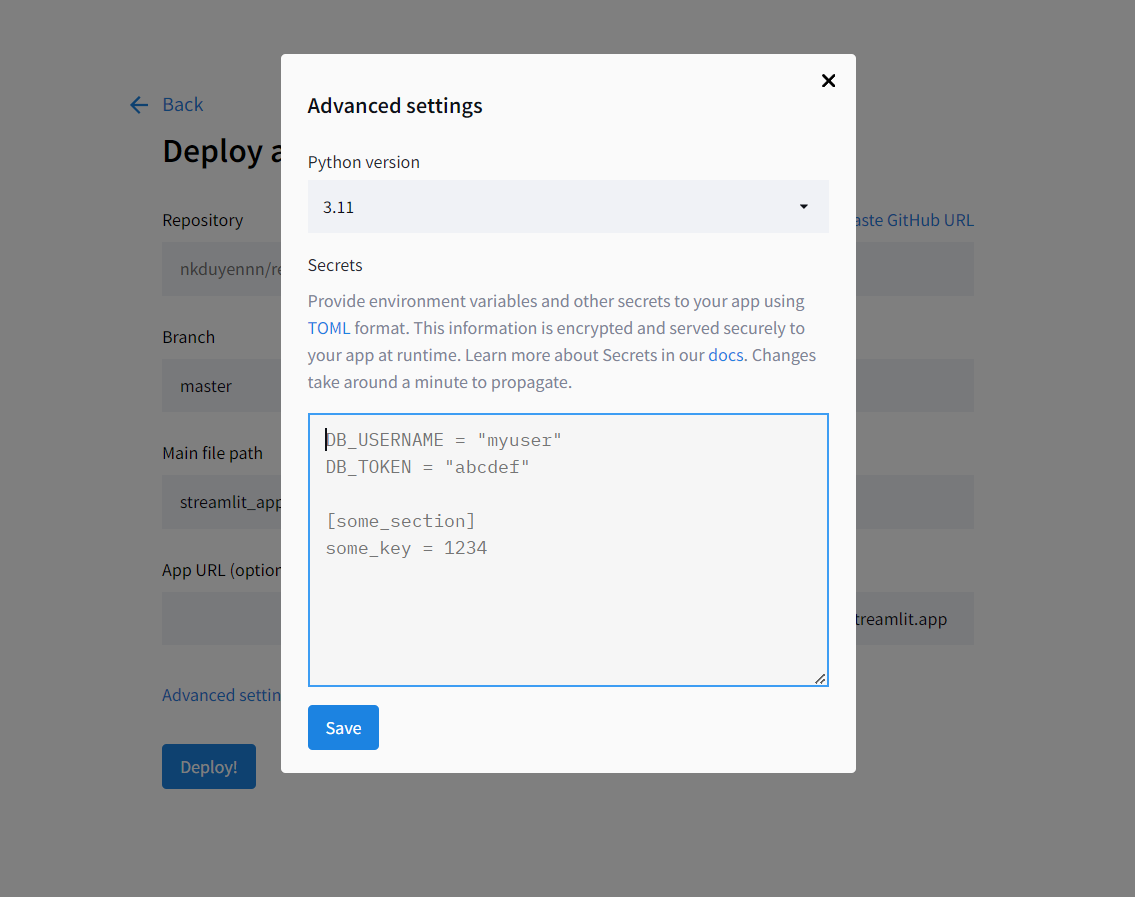 Back
Deploy a
Repository
aste GitHub URL
nkduyennn/re
Branch
master
Main file path
streamlit_app
App URL (option
treamlit.app
Advanced settin
Deploy!
Advanced settings
Python version
3.11
Secrets
Provide environment variables and other secrets to your app using
TOML format. This information is encrypted and served securely to
your app at runtime. Learn more about Secrets in our docs. Changes
take around a minute to propagate.
DB_USERNAME = "myuser"
DB_TOKEN = "abcdef"
[some_section]
some_key = 1234
Save